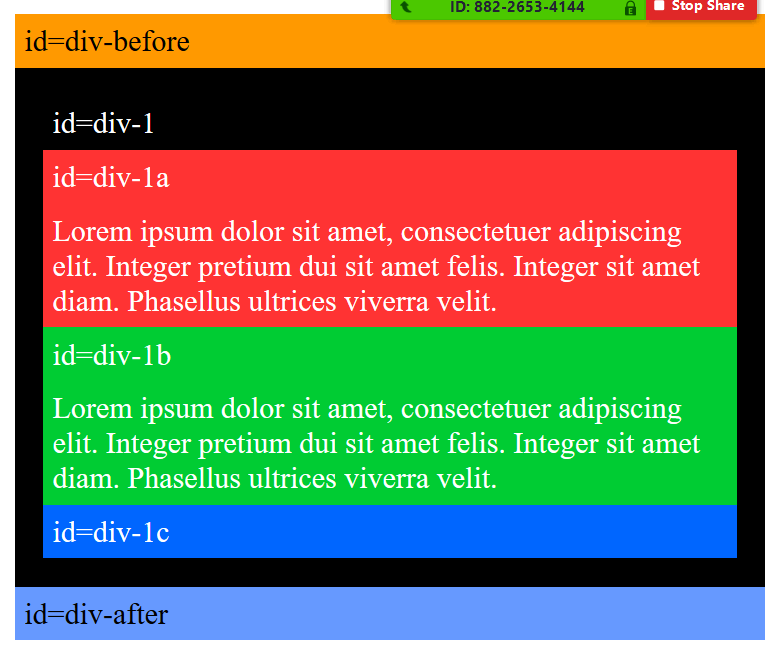 ID: 882-2653-4144 Stop Share
id=div-before
id=div-1
id=div-1a
Lorem ipsum dolor sit amet, consectetuer adipiscing
elit. Integer pretium dui sit amet felis. Integer sit amet
diam. Phasellus ultrices viverra velit.
id=div-1b
Lorem ipsum dolor sit amet, consectetuer adipiscing
elit. Integer pretium dui sit amet felis. Integer sit amet
diam. Phasellus ultrices viverra velit.
id=div-1c
id=div-after